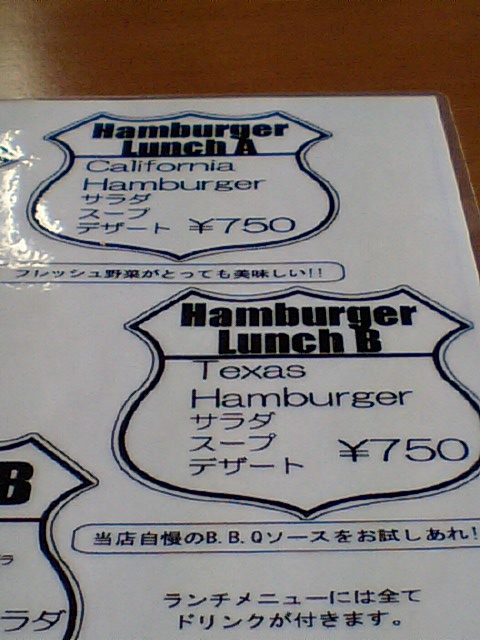 Hamburger
Lunch A
California
Hamburger
サラダ
スープ
デザート ¥750
フレッシュ野菜がとっても美味しい!!
Hamburger
Lunch B
Texas
Hamburger
サラダ
スープ
デザート ¥750
当店自慢のB.B.Qソースをお試しあれ!
B
ラ
ラダ
ランチメニューには全て
ドリンクが付きます。